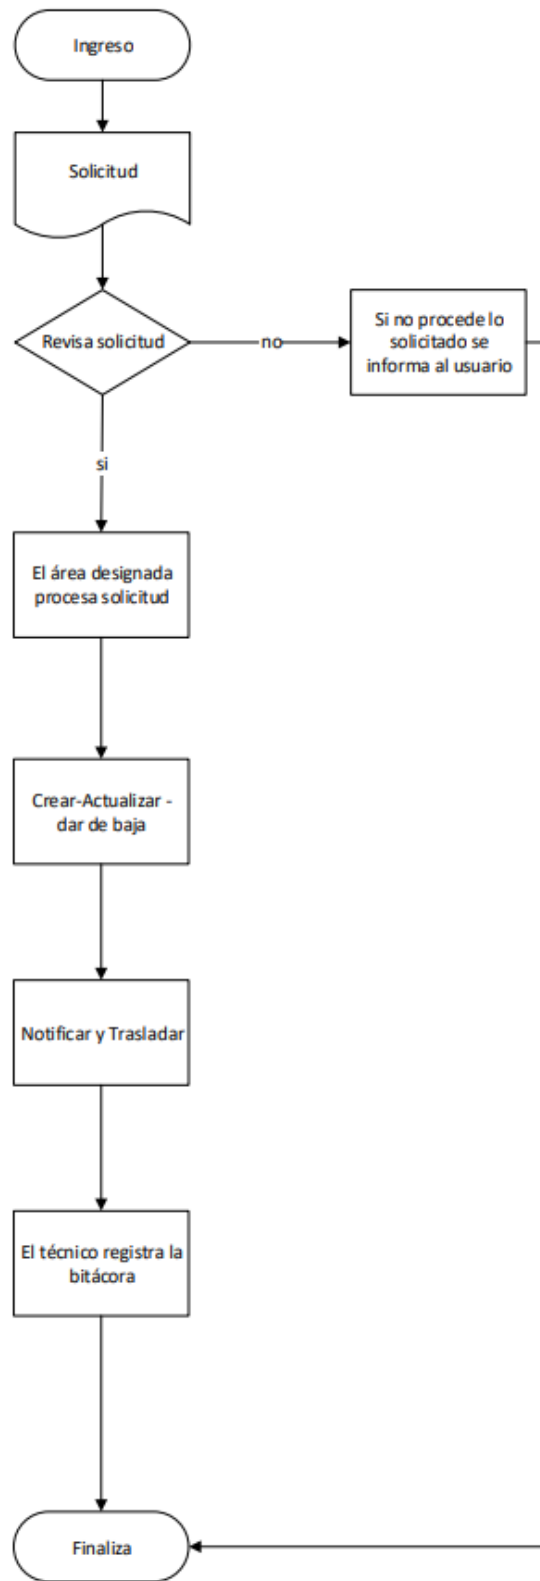 Ingreso
Solicitud
Revisa solicitud
no
Si no procede lo
solicitado se
informa al usuario
si
El área designada
procesa solicitud
Crear-Actualizar -
dar de baja
Notificar y Trasladar
El técnico registra la
bitácora
Finaliza